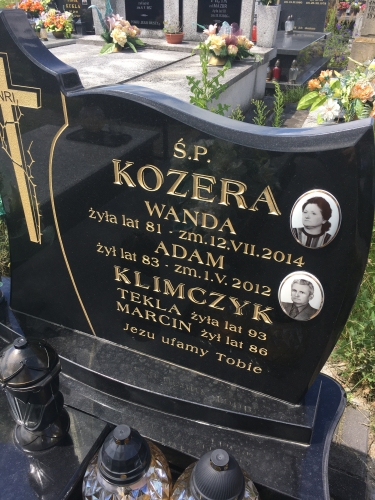 NRI
Ś.P.
KOZERA
WANDA
żyła lat 81 - zm. 12.VII.2014
ADAM
żył lat 83 - zm. 1.V.2012
KLIMCZYK
TEKLA żyła lat 93
MARCIN żył lat 86
Jezu ufamy Tobie